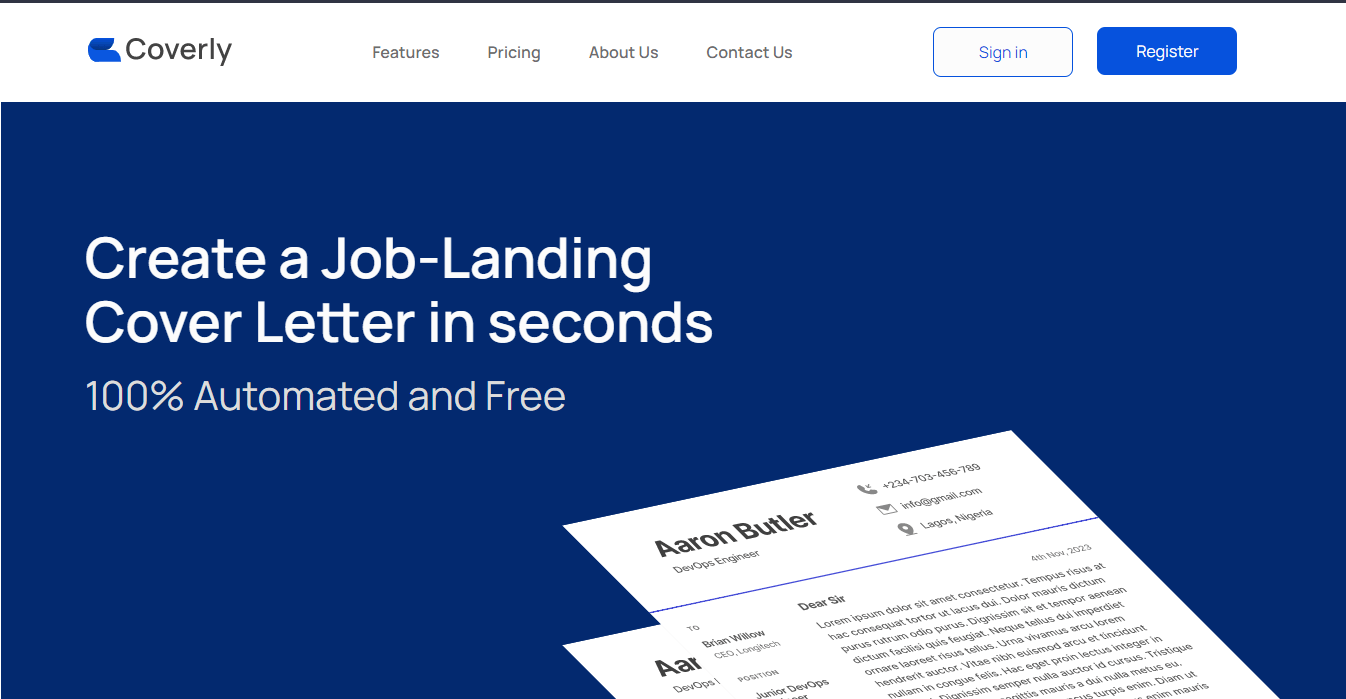 Coverly
Features
Pricing
About Us
Contact Us
Sign in
Register
Create a Job-Landing
Cover Letter in seconds
100% Automated and Free
Aaron Butler
DevOps Engineer
+234-703-456-789
info@gmail.com
Lagos, Nigeria
4th Nov, 2023
TO
Brian Willow
CEO, Longitech
POSITION
Junior DevOps
Dear Sir
Lorem ipsum dolor sit amet consectetur. Tempus risus at
hac consequat tortor ut lacus dui. Dolor mauris dictum
purus rutrum odio purus. Dignissim sit et tempor aenean
dictum facilisi quis feugiat. Neque tellus dui imperdiet
ornare laoreet risus tellus. Urna vivamus arcu lorem
hendrerit auctor. Vitae nibh euismod arcu et tincidunt
nullam in congue felis. Hac eget proin lectus integer in
Dignissim semper nulla auctor id cursus. Tristique
sagittis mauris a dui nulla metus eu.
turpis enim. Diam ut
enim mauris
Aar
DevOps